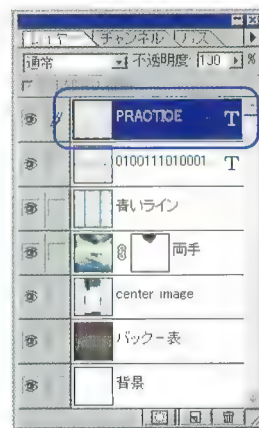 レイヤー チャンネル パス
通常 不透明度: 100 %
PRACTICE T
0100111010001 T
青いライン
両手
center image
バック-表
背景